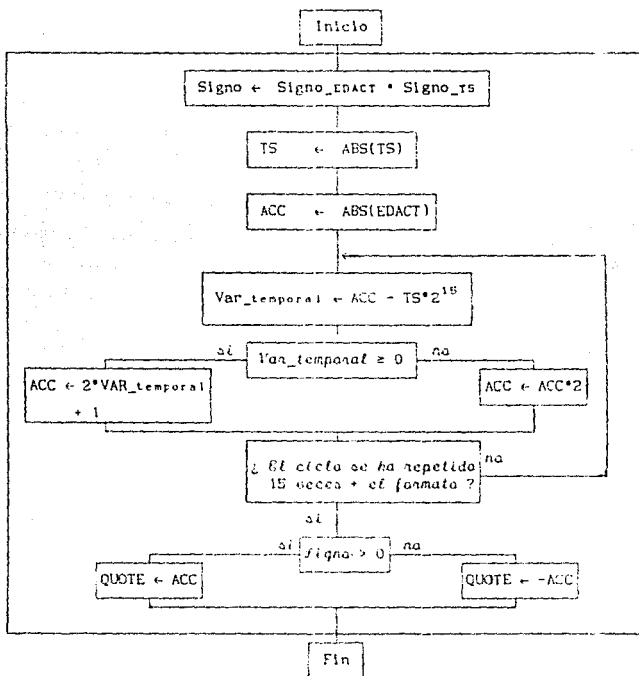 Inicio
Signo ← Signo_EDACT * Signo_TS
TS ← ABS(TS)
ACC ← ABS(EDACT)
Var_temporal ← ACC - TS*2^15
si
Var_temporal ≥ 0
no
ACC ← 2*VAR_temporal
+ 1
ACC ← ACC*2
¿ El ciclo se ha repetido
15 veces + el formato ?
no
si
si
Signo > 0
no
QUOTE ← ACC
QUOTE ← -ACC
Fin